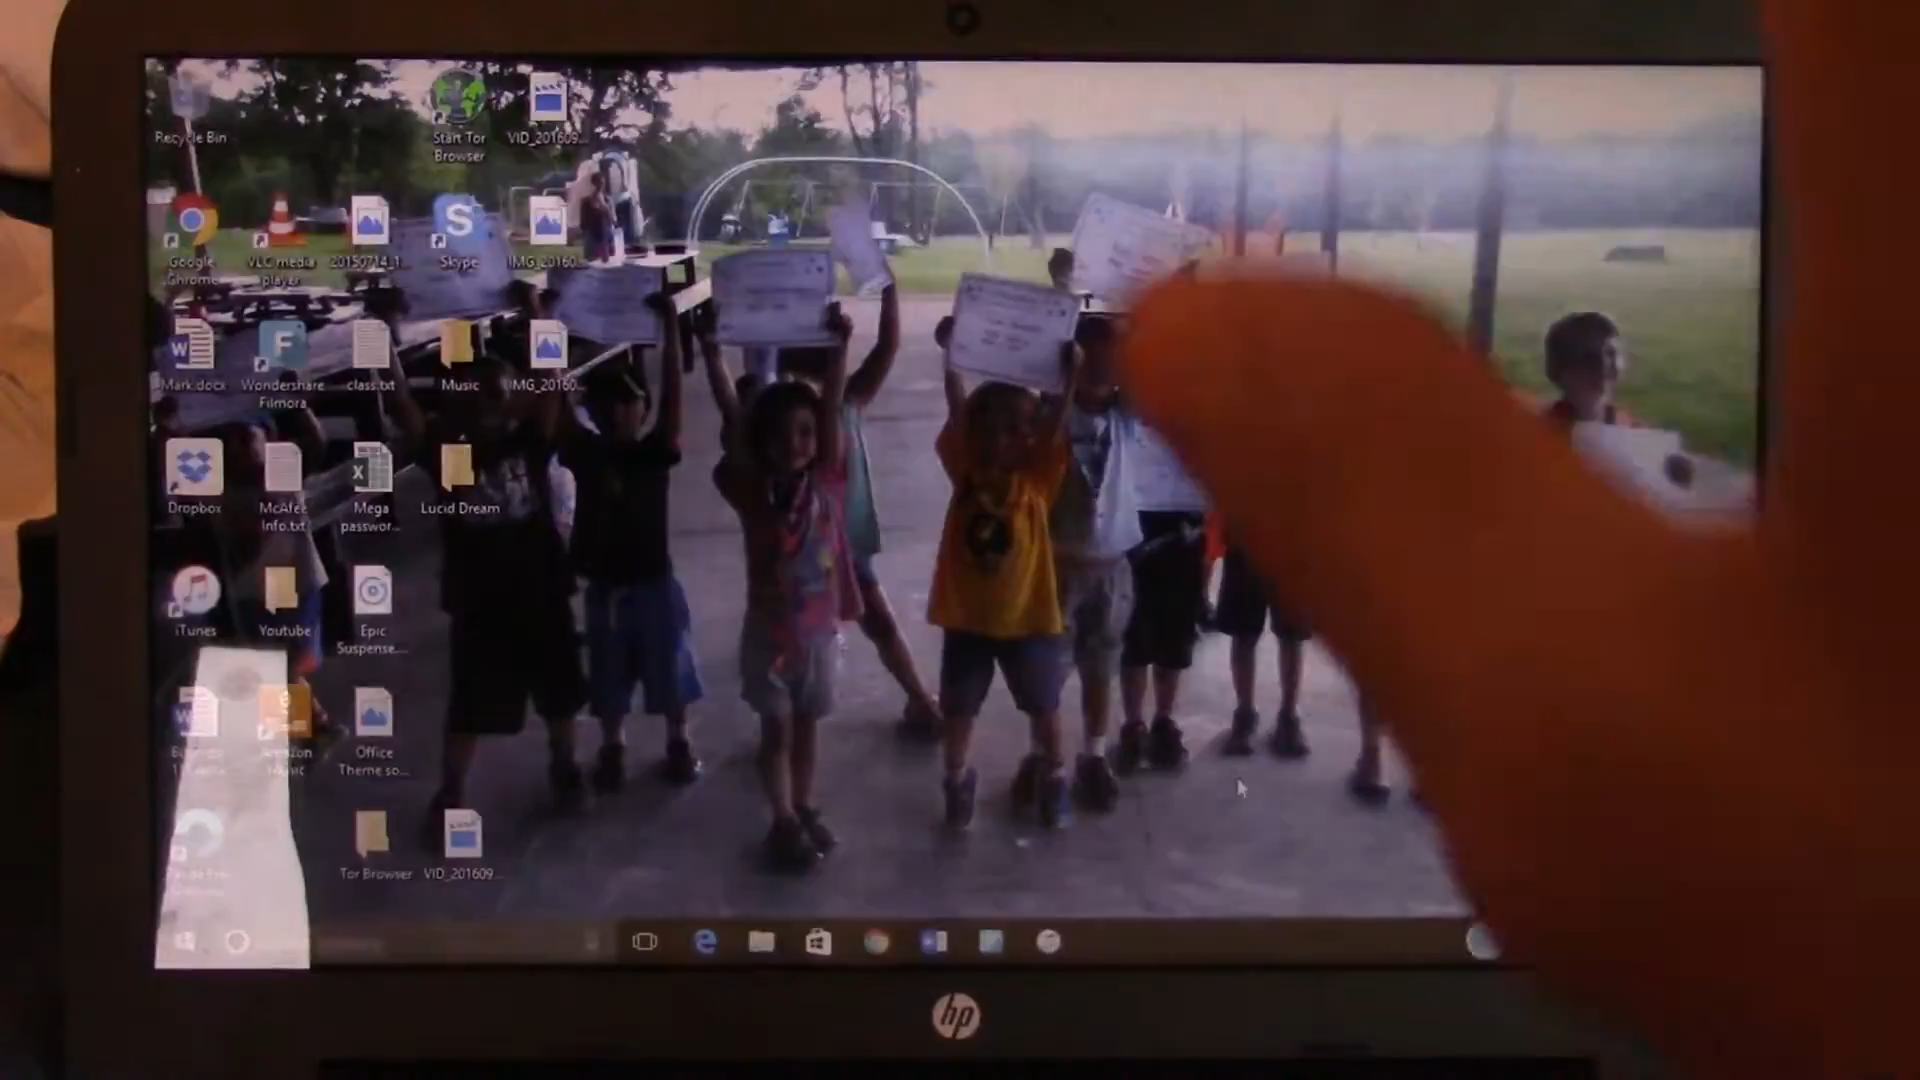 Recycle Bin
Start Tor
Browser
VID_201609...
Google
Chrome
VLC media
player
20150714_1...
Skype
IMG_20160...
Mark.docx
Wondershare
Filmora
class.txt
Music
IMG_20160...
Dropbox
McAfee
Info.txt
Mega
passwor...
Lucid Dream
iTunes
Youtube
Epic
Suspense....
Amazon
Music
Office
Theme so...
Tor Browser
VID_201609...
hp